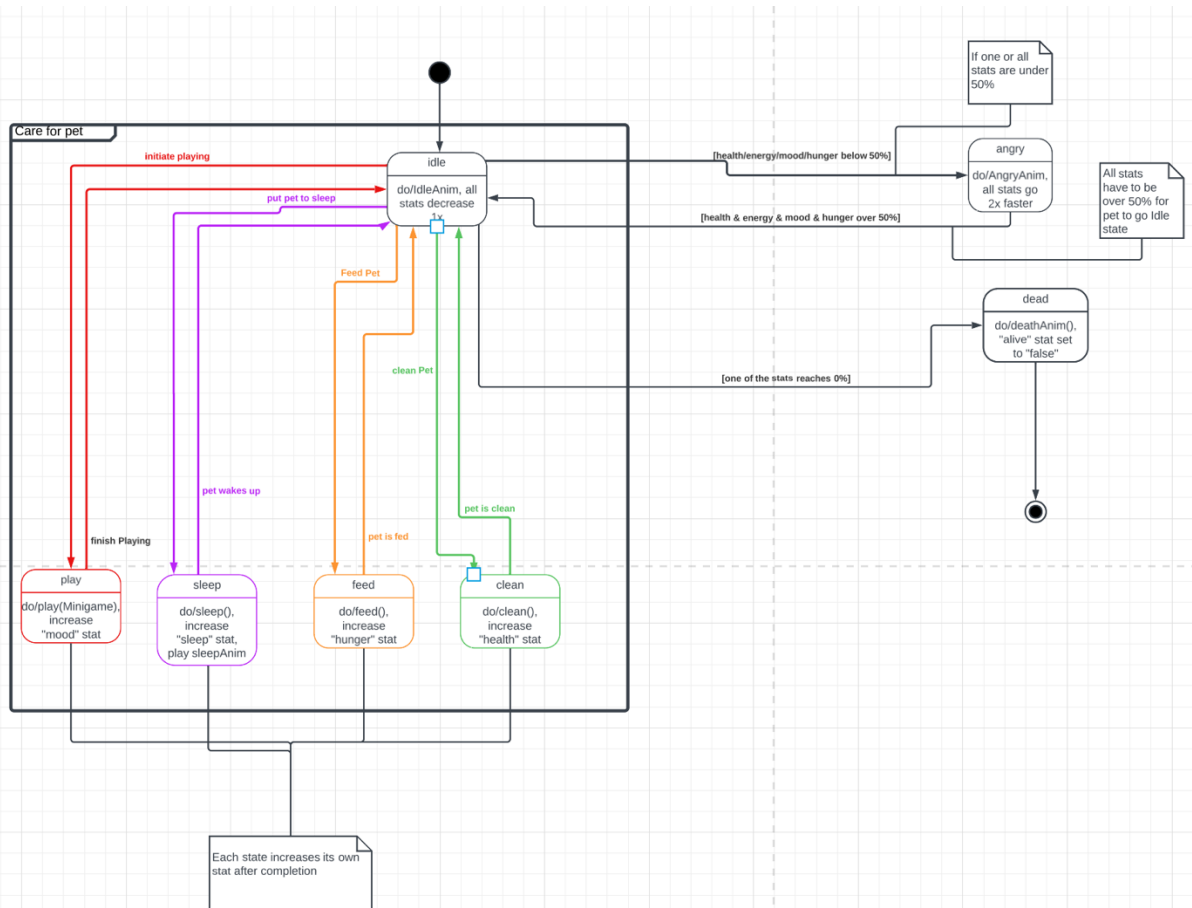 If one or all
stats are under
50%
Care for pet
initiate playing
idle
[health/energy/mood/hunger below 50%]
angry
do/IdleAnim, all
stats decrease
1x
do/AngryAnim,
all stats go
2x faster
All stats
have to be
over 50% for
pet to go Idle
state
put pet to sleep
[health & energy & mood & hunger over 50%]
Feed Pet
dead
do/deathAnim(),
"alive" stat set
to "false"
clean Pet
[one of the stats reaches 0%]
pet wakes up
pet is clean
finish Playing
pet is fed
play
do/play(Minigame),
increase
"mood" stat
sleep
do/sleep(),
increase
"sleep" stat,
play sleepAnim
feed
do/feed(),
increase
"hunger" stat
clean
do/clean(),
increase
"health" stat
Each state increases its own
stat after completion